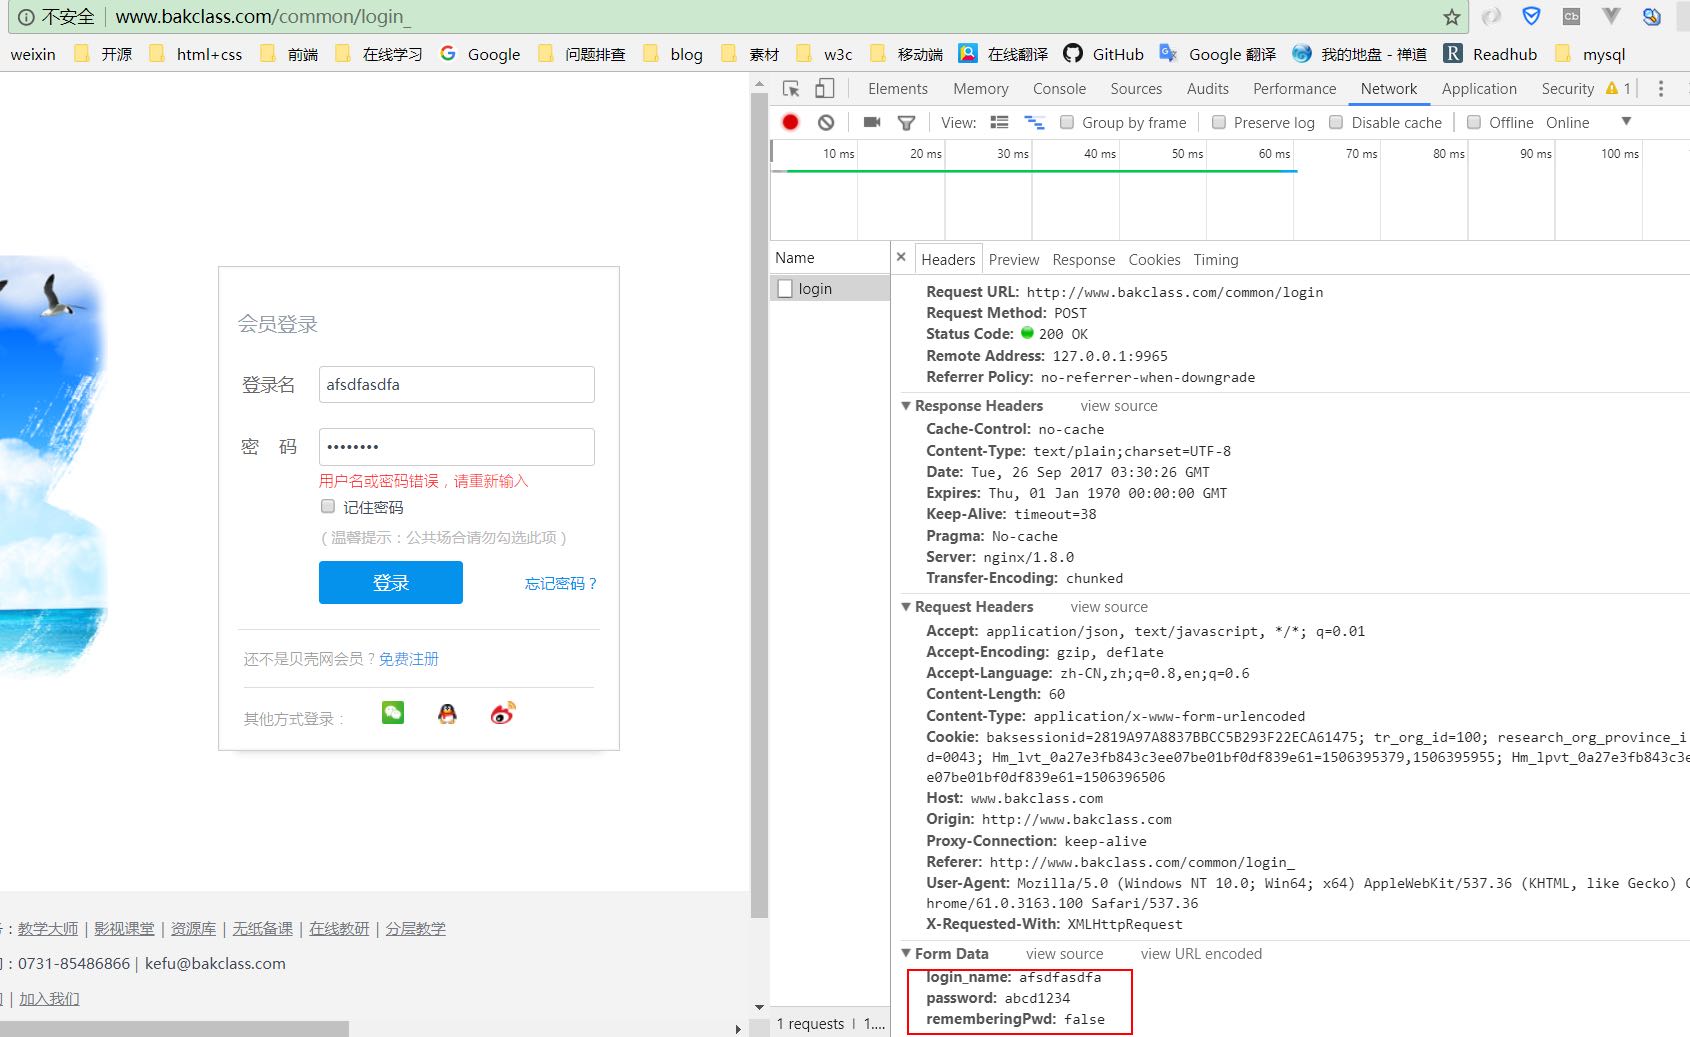 不安全 www.bakclass.com/common/login_
weixin 开源 html+css 前端 在线学习 Google 问题排查 blog 素材 w3c 移动端 在线翻译 GitHub Google 翻译 我的地盘 - 禅道 Readhub mysql
会员登录
登录名 afsdfasdfa
密 码 ••••••••
用户名或密码错误，请重新输入
记住密码
（温馨提示：公共场合请勿勾选此项）
登录 忘记密码？
还不是贝壳网会员？免费注册
其他方式登录：
：教学大师 | 影视课堂 | 资源库 | 无纸备课 | 在线教研 | 分层教学
：0731-85486866 | kefu@bakclass.com
| 加入我们
Elements Memory Console Sources Audits Performance Network Application Security 1
View: Group by frame Preserve log Disable cache Offline Online
10 ms 20 ms 30 ms 40 ms 50 ms 60 ms 70 ms 80 ms 90 ms 100 ms
Name
login
1 requests | 1....
× Headers Preview Response Cookies Timing
Request URL: http://www.bakclass.com/common/login
Request Method: POST
Status Code: 200 OK
Remote Address: 127.0.0.1:9965
Referrer Policy: no-referrer-when-downgrade
Response Headers view source
Cache-Control: no-cache
Content-Type: text/plain;charset=UTF-8
Date: Tue, 26 Sep 2017 03:30:26 GMT
Expires: Thu, 01 Jan 1970 00:00:00 GMT
Keep-Alive: timeout=38
Pragma: No-cache
Server: nginx/1.8.0
Transfer-Encoding: chunked
Request Headers view source
Accept: application/json, text/javascript, */*; q=0.01
Accept-Encoding: gzip, deflate
Accept-Language: zh-CN,zh;q=0.8,en;q=0.6
Content-Length: 60
Content-Type: application/x-www-form-urlencoded
Cookie: baksessionid=2819A97A8837BBCC5B293F22ECA61475; tr_org_id=100; research_org_province_i
d=0043; Hm_lvt_0a27e3fb843c3ee07be01bf0df839e61=1506395379,1506395955; Hm_lpvt_0a27e3fb843c3e
e07be01bf0df839e61=1506396506
Host: www.bakclass.com
Origin: http://www.bakclass.com
Proxy-Connection: keep-alive
Referer: http://www.bakclass.com/common/login_
User-Agent: Mozilla/5.0 (Windows NT 10.0; Win64; x64) AppleWebKit/537.36 (KHTML, like Gecko) C
hrome/61.0.3163.100 Safari/537.36
X-Requested-With: XMLHttpRequest
Form Data view source view URL encoded
login_name: afsdfasdfa
password: abcd1234
rememberingPwd: false